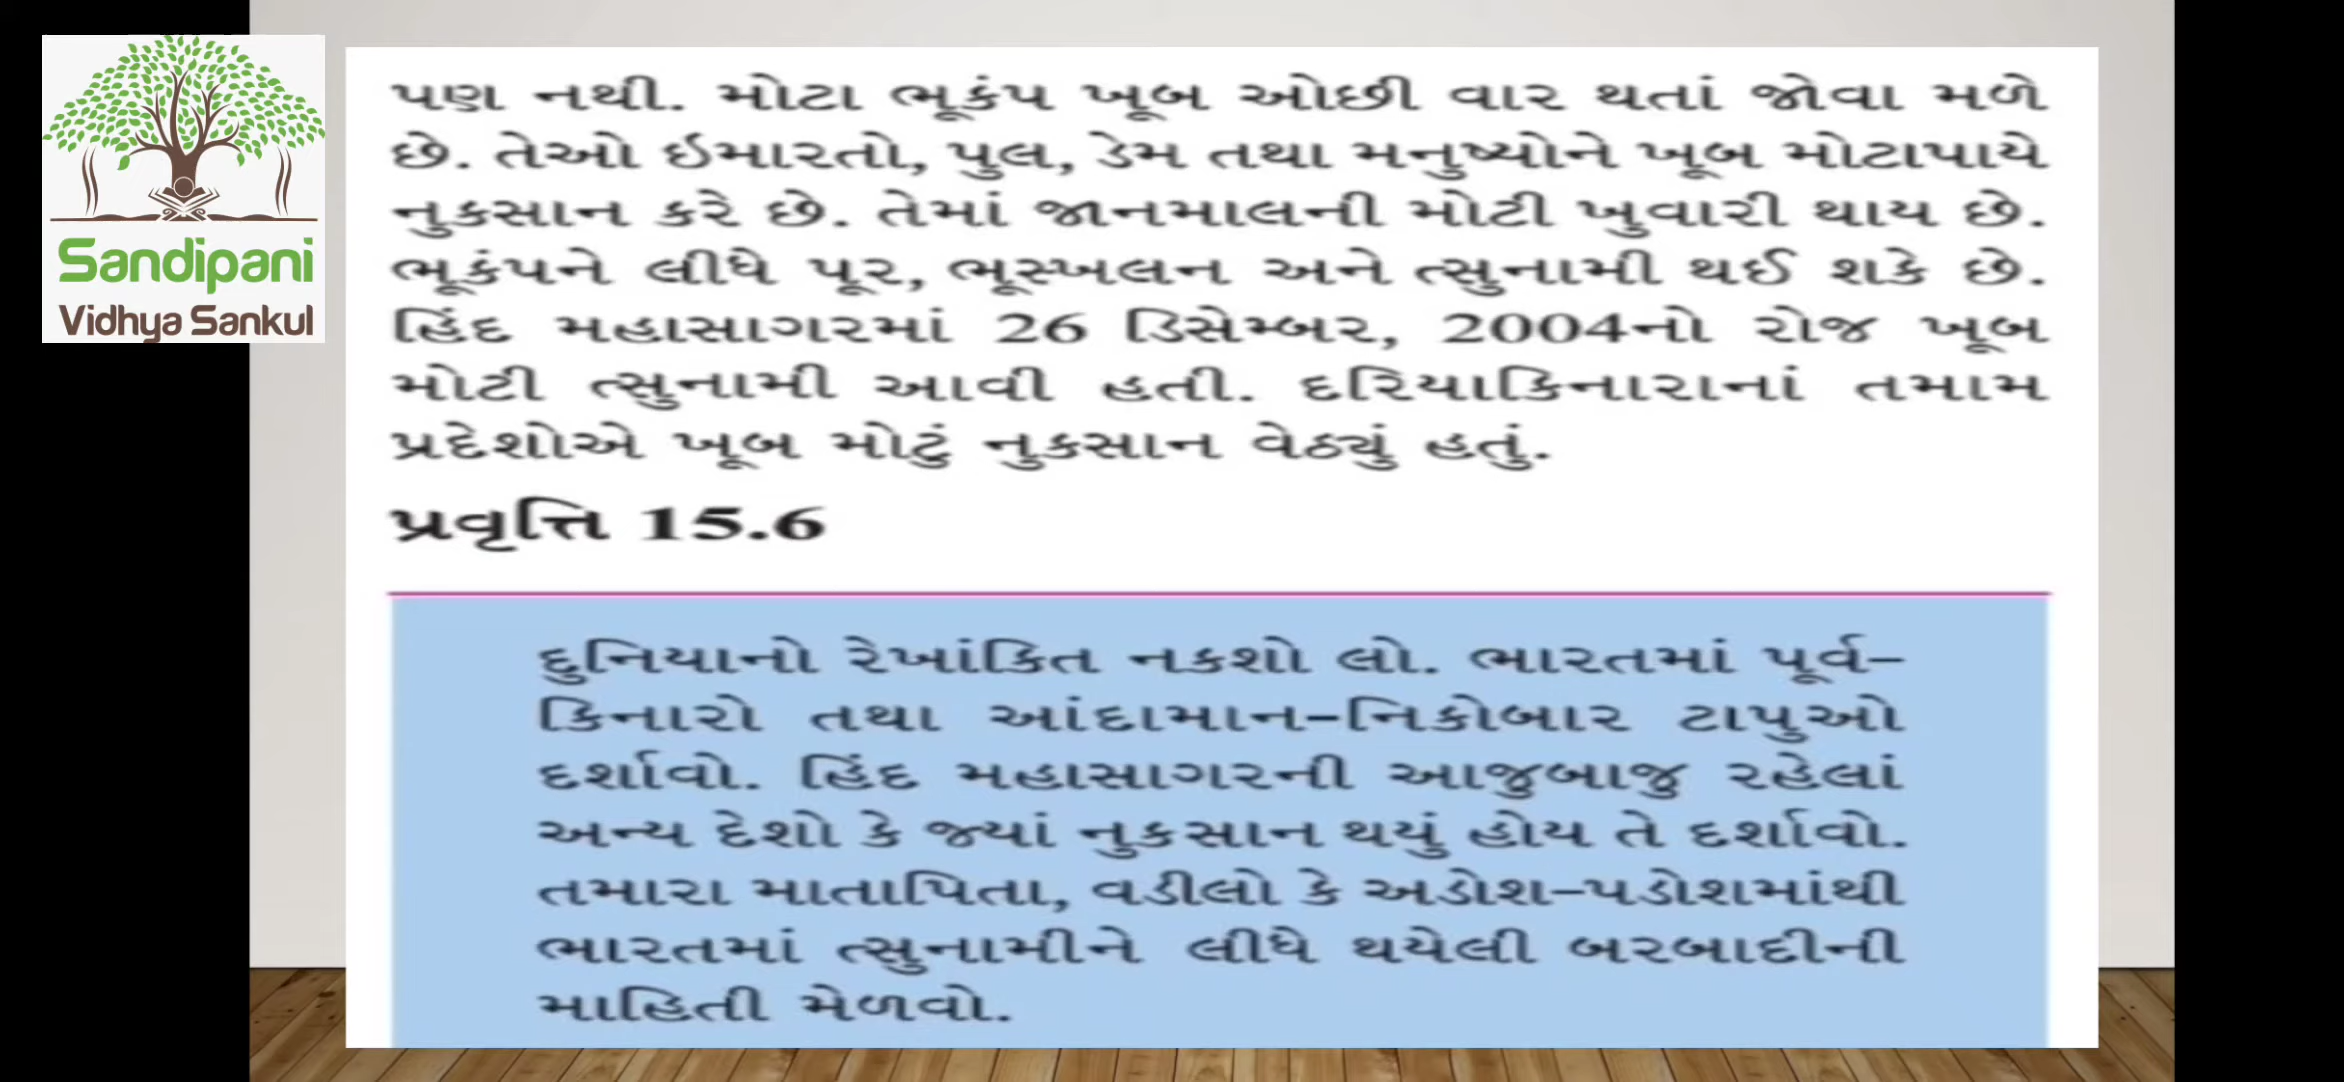 Sandipani
Vidhya Sankul
પણ નથી. મોટા ભૂકંપ ખૂબ ઓછી વાર થતાં જોવા મળે
છે. તેઓ ઇમારતો, પુલ, ડેમ તથા મનુષ્યોને ખૂબ મોટાપાયે
નુકસાન કરે છે. તેમાં જાનમાલની મોટી ખુવારી થાય છે.
ભૂકંપને લીધે પૂર, ભૂસ્ખલન અને ત્સુનામી થઈ શકે છે.
હિંદ મહાસાગરમાં 26 ડિસેમ્બર, 2004નો રોજ ખૂબ
મોટી ત્સુનામી આવી હતી. દરિયાકિનારાનાં તમામ
પ્રદેશોએ ખૂબ મોટું નુકસાન વેઠ્યું હતું.
પ્રવૃત્તિ 15.6
દુનિયાનો રેખાંકિત નકશો લો. ભારતમાં પૂર્વ–
કિનારો તથા આંદામાન–નિકોબાર ટાપુઓ
દર્શાવો. હિંદ મહાસાગરની આજુબાજુ રહેલાં
અન્ય દેશો કે જ્યાં નુકસાન થયું હોય તે દર્શાવો.
તમારા માતાપિતા, વડીલો કે અડોશ–પડોશમાંથી
ભારતમાં ત્સુનામીને લીધે થયેલી બરબાદીની
માહિતી મેળવો.